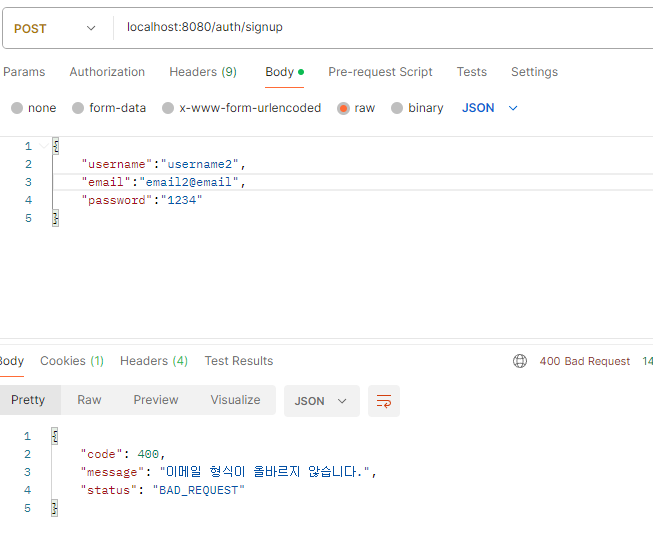 POST localhost:8080/auth/signup
Params Authorization Headers (9) Body Pre-request Script Tests Settings
none form-data x-www-form-urlencoded raw binary JSON
1 {
2 "username":"username2",
3 "email":"email2@email",
4 "password":"1234"
5 }
Body Cookies (1) Headers (4) Test Results 400 Bad Request 14
Pretty Raw Preview Visualize JSON
1 {
2 "code": 400,
3 "message": "이메일 형식이 올바르지 않습니다.",
4 "status": "BAD_REQUEST"
5 }